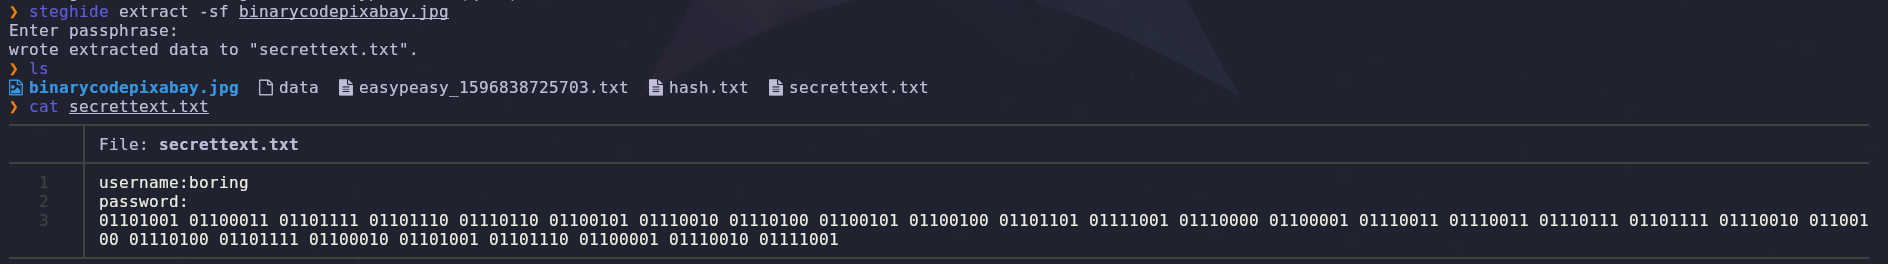 ❯ steghide extract -sf binarycodepixabay.jpg
Enter passphrase:
wrote extracted data to "secrettext.txt".
❯ ls
binarycodepixabay.jpg data easypeasy_1596838725703.txt hash.txt secrettext.txt
❯ cat secrettext.txt
File: secrettext.txt
1 username:boring
2 password:
3 01101001 01100011 01101111 01101110 01110110 01100101 01110010 01110100 01100101 01100100 01101101 01111001 01110000 01100001 01110011 01110011 01110111 01101111 01110010 011001
00 01110100 01101111 01100010 01101001 01101110 01100001 01110010 01111001